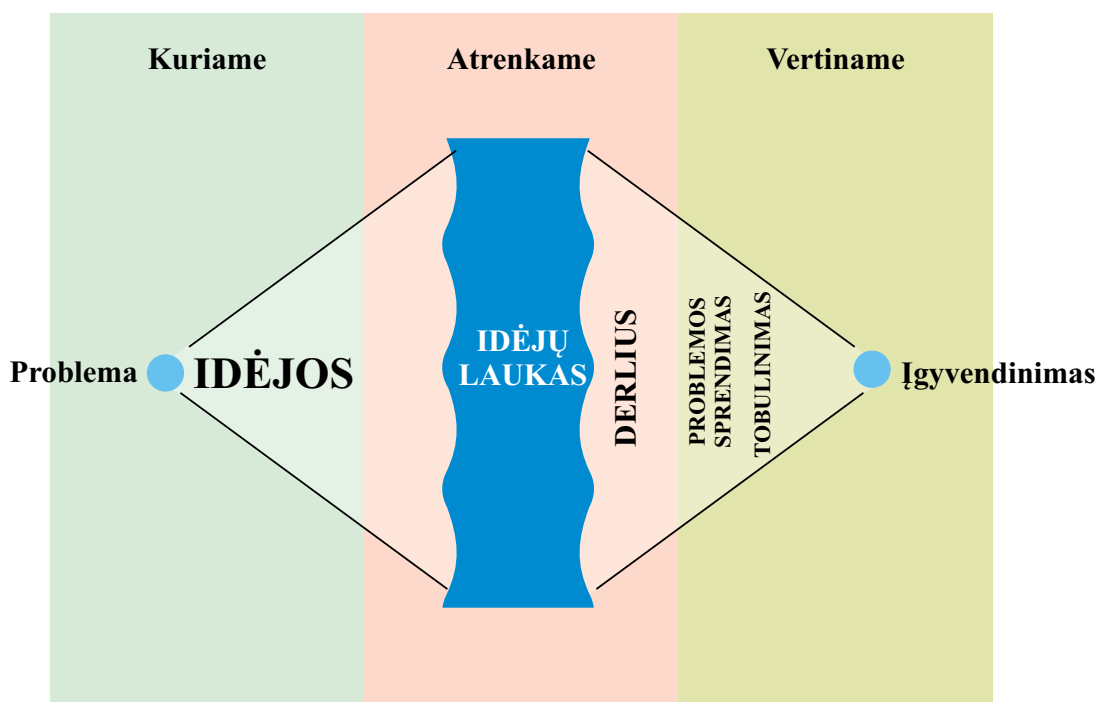 Kuriame
Atrenkame
Vertiname
Problema
IDĖJOS
IDĖJŲ
LAUKAS
DERLIUS
PROBLEMOS
SPRENDIMAS
TOBULINIMAS
Įgyvendinimas